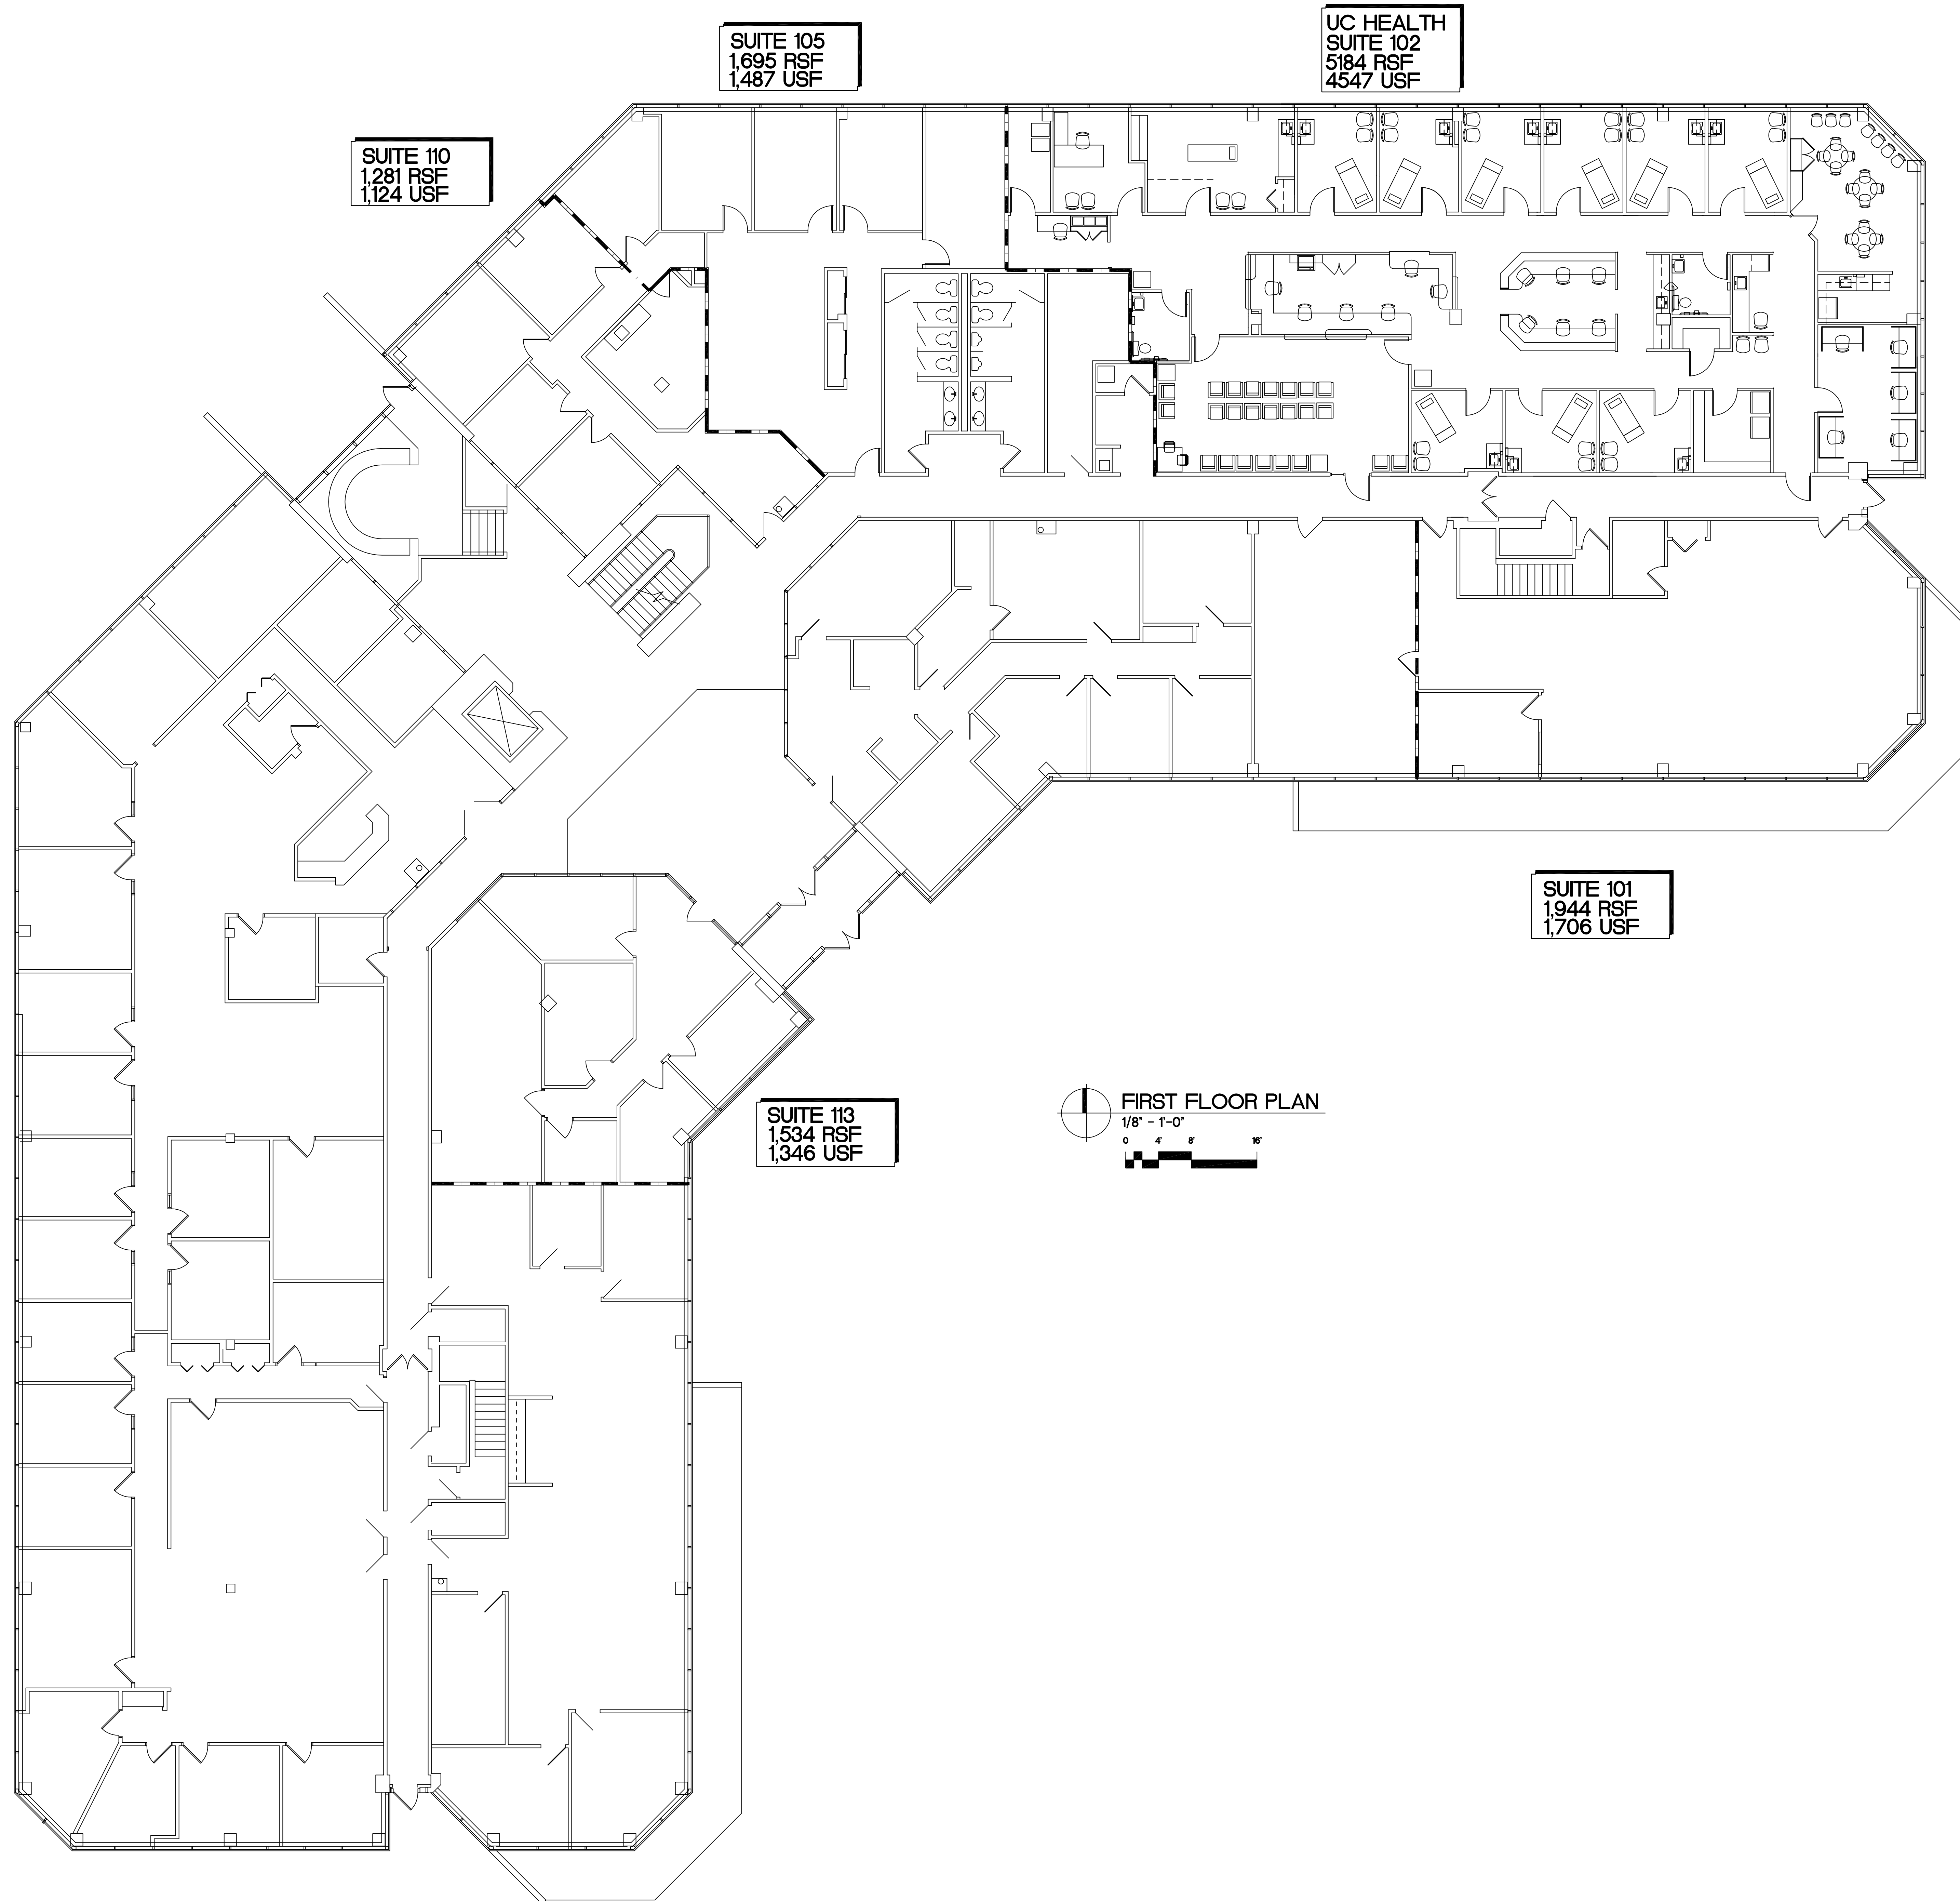 SUITE 105
1,695 RSF
1,487 USF
UC HEALTH
SUITE 102
5184 RSF
4547 USF
SUITE 110
1,281 RSF
1,124 USF
SUITE 101
1,944 RSF
1,706 USF
SUITE 113
1,534 RSF
1,346 USF
FIRST FLOOR PLAN
1/8" - 1'-0"
0 4' 8' 16'